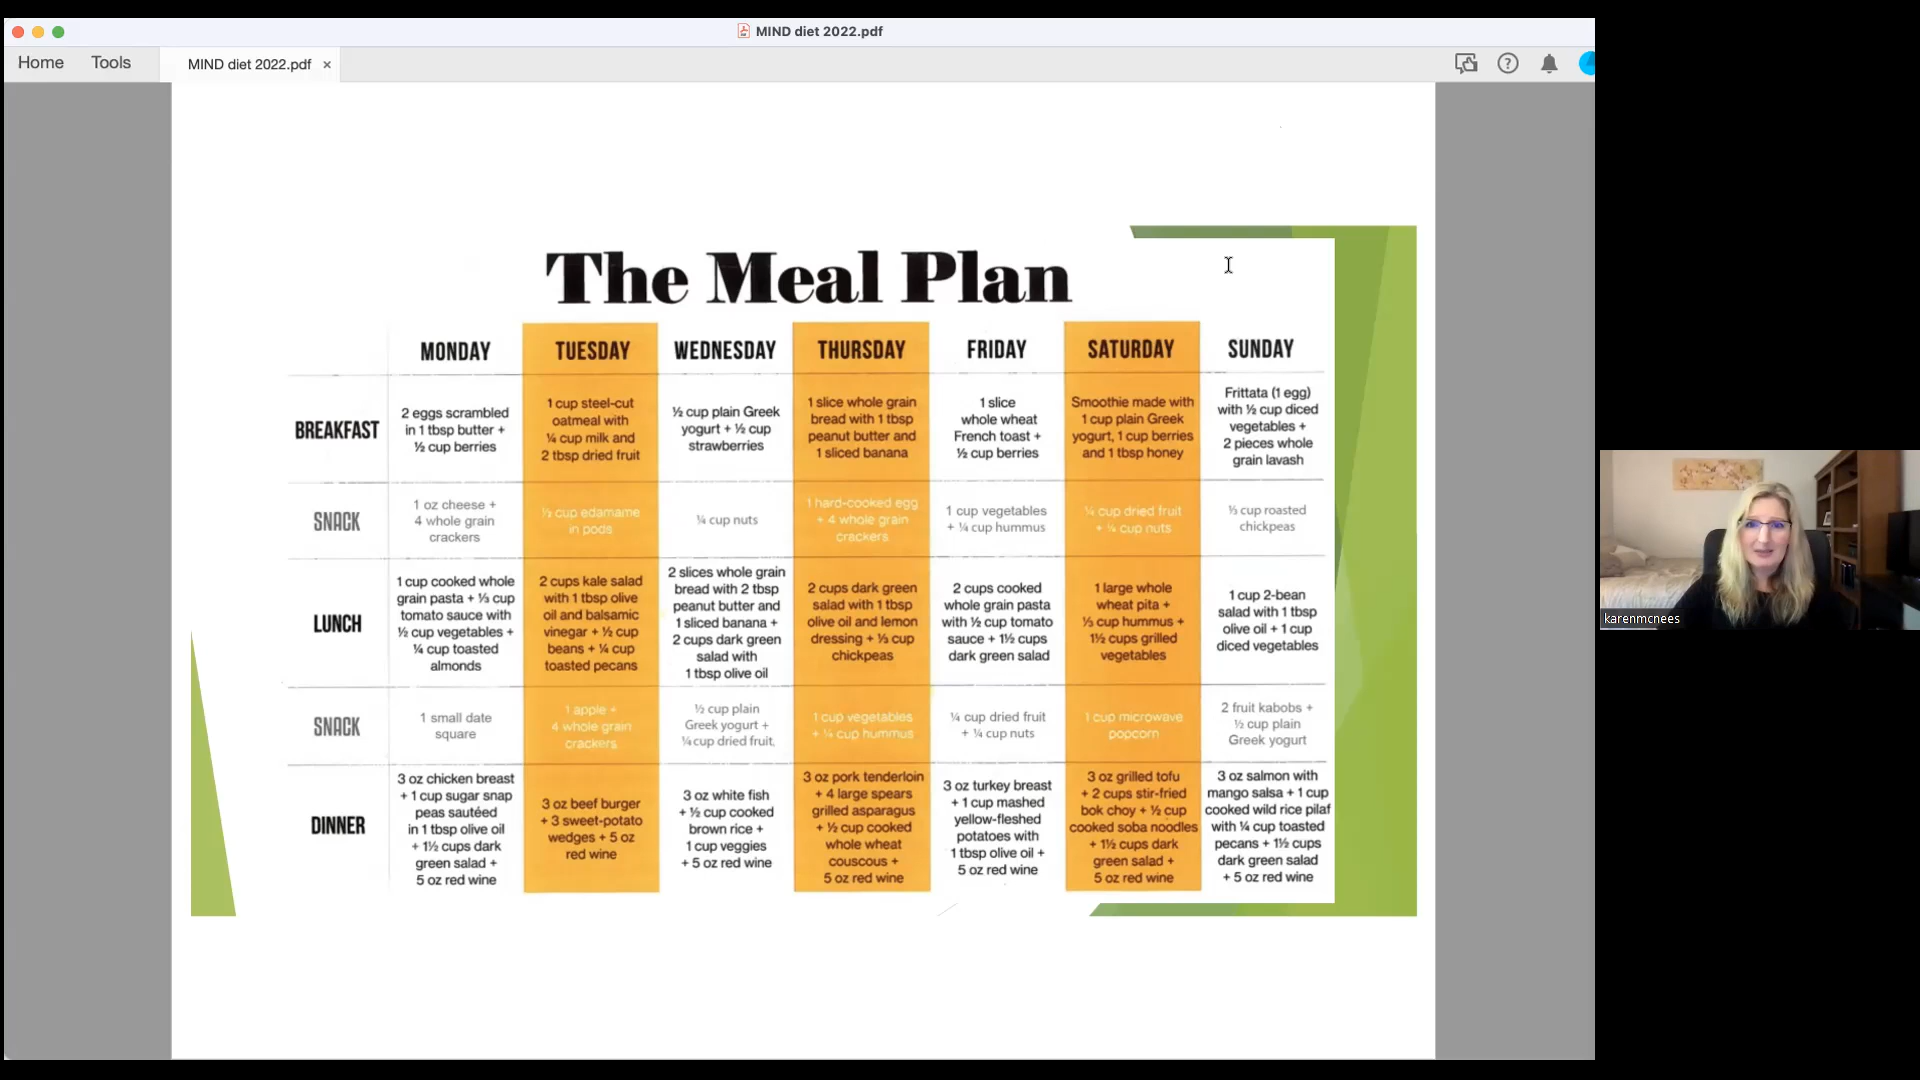 MIND diet 2022.pdf
Home
Tools
MIND diet 2022.pdf
The Meal Plan
MONDAY
TUESDAY
WEDNESDAY
THURSDAY
FRIDAY
SATURDAY
SUNDAY
BREAKFAST
2 eggs scrambled
in 1 tbsp butter +
½ cup berries
1 cup steel-cut
oatmeal with
¼ cup milk and
2 tbsp dried fruit
½ cup plain Greek
yogurt + ½ cup
strawberries
1 slice whole grain
bread with 1 tbsp
peanut butter and
1 sliced banana
1 slice
whole wheat
French toast +
½ cup berries
Smoothie made with
1 cup plain Greek
yogurt, 1 cup berries
and 1 tbsp honey
Frittata (1 egg)
with ½ cup diced
vegetables +
2 pieces whole
grain lavash
SNACK
1 oz cheese +
4 whole grain
crackers
½ cup edamame
in pods
¼ cup nuts
1 hard-cooked egg
+ 4 whole grain
crackers
1 cup vegetables
+ ¼ cup hummus
¼ cup dried fruit
+ ¼ cup nuts
⅓ cup roasted
chickpeas
LUNCH
1 cup cooked whole
grain pasta + ⅓ cup
tomato sauce with
½ cup vegetables +
¼ cup toasted
almonds
2 cups kale salad
with 1 tbsp olive
oil and balsamic
vinegar + ½ cup
beans + ¼ cup
toasted pecans
2 slices whole grain
bread with 2 tbsp
peanut butter and
1 sliced banana +
2 cups dark green
salad with
1 tbsp olive oil
2 cups dark green
salad with 1 tbsp
olive oil and lemon
dressing + ⅓ cup
chickpeas
2 cups cooked
whole grain pasta
with ½ cup tomato
sauce + 1½ cups
dark green salad
1 large whole
wheat pita +
⅓ cup hummus +
1½ cups grilled
vegetables
1 cup 2-bean
salad with 1 tbsp
olive oil + 1 cup
diced vegetables
SNACK
1 small date
square
1 apple +
4 whole grain
crackers
½ cup plain
Greek yogurt +
¼ cup dried fruit
1 cup vegetables
+ ¼ cup hummus
¼ cup dried fruit
+ ¼ cup nuts
1 cup microwave
popcorn
2 fruit kabobs +
½ cup plain
Greek yogurt
DINNER
3 oz chicken breast
+ 1 cup sugar snap
peas sautéed
in 1 tbsp olive oil
+ 1½ cups dark
green salad +
5 oz red wine
3 oz beef burger
+ 3 sweet-potato
wedges + 5 oz
red wine
3 oz white fish
+ ½ cup cooked
brown rice +
1 cup veggies
+ 5 oz red wine
3 oz pork tenderloin
+ 4 large spears
grilled asparagus
+ ½ cup cooked
whole wheat
couscous +
5 oz red wine
3 oz turkey breast
+ 1 cup mashed
yellow-fleshed
potatoes with
1 tbsp olive oil +
5 oz red wine
3 oz grilled tofu
+ 2 cups stir-fried
bok choy + ½ cup
cooked soba noodles
+ 1½ cups dark
green salad +
5 oz red wine
3 oz salmon with
mango salsa + 1 cup
cooked wild rice pilaf
with ¼ cup toasted
pecans + 1½ cups
dark green salad
+ 5 oz red wine
karenmcnees